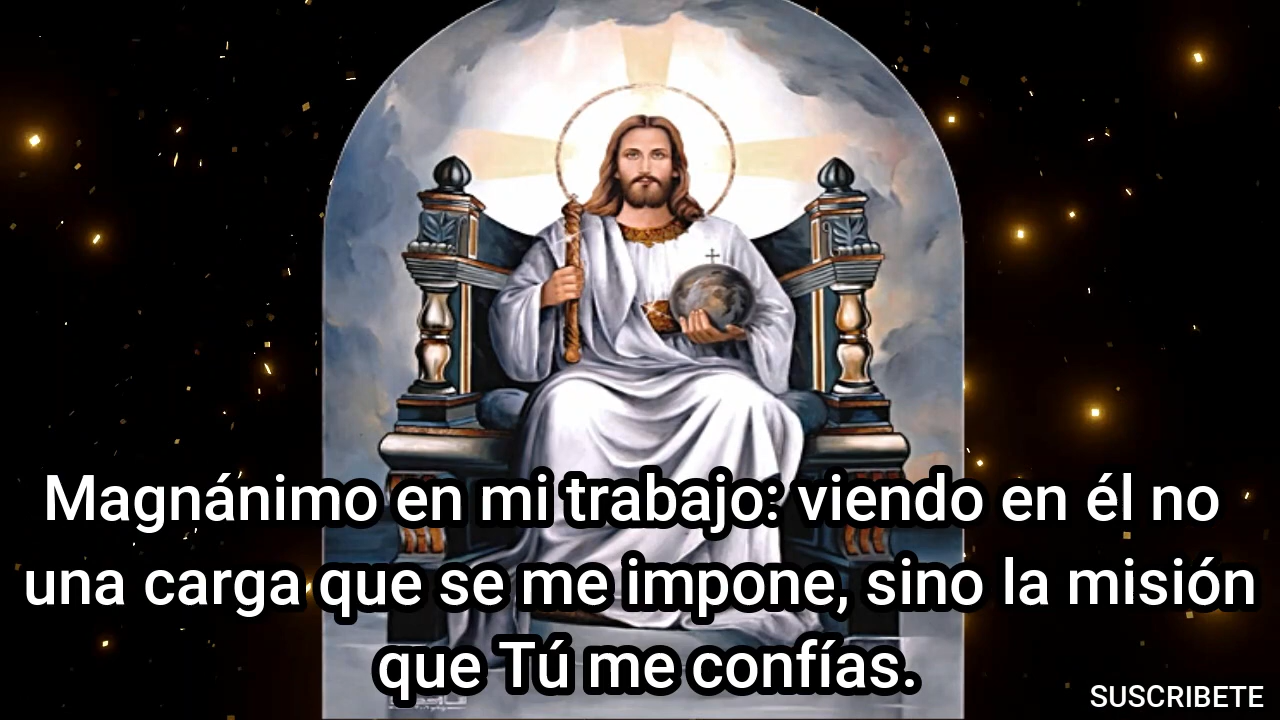 Magnánimo en mi trabajo: viendo en él no
una carga que se me impone, sino la misión
que Tú me confías.
SUSCRIBETE